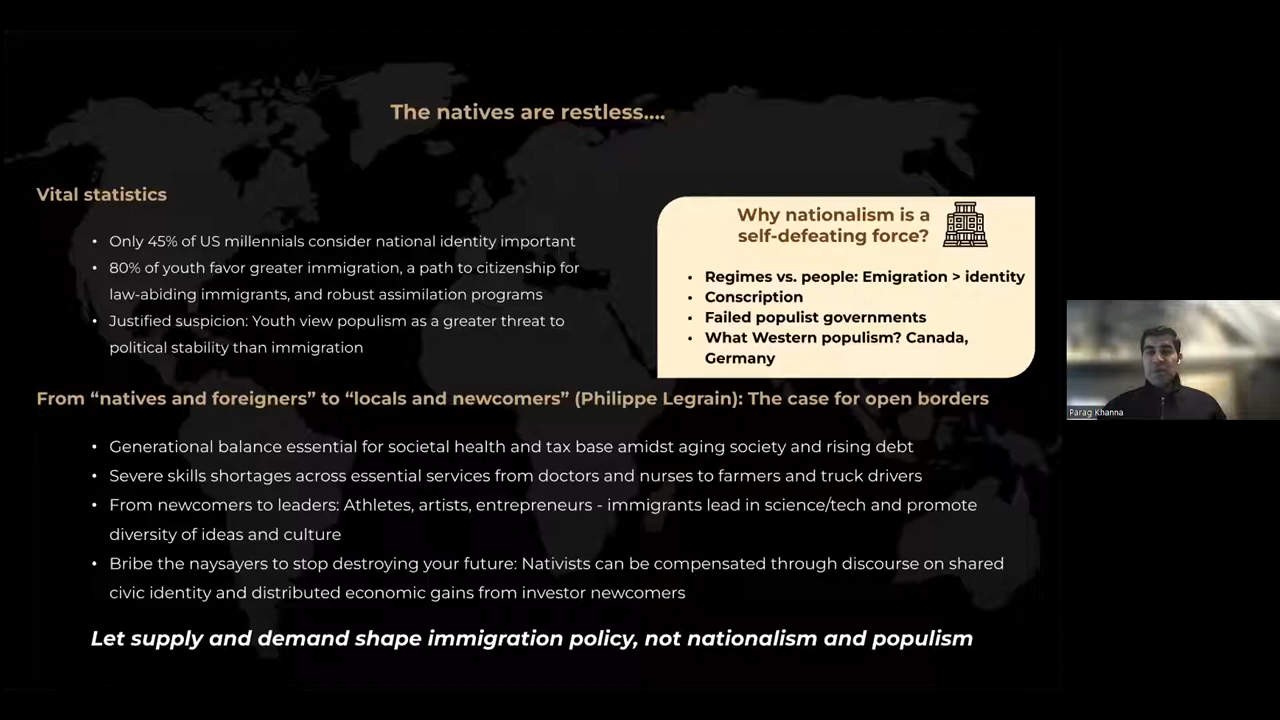 The natives are restless....
Vital statistics
• Only 45% of US millennials consider national identity important
• 80% of youth favor greater immigration, a path to citizenship for
law-abiding immigrants, and robust assimilation programs
• Justified suspicion: Youth view populism as a greater threat to
political stability than immigration
Why nationalism is a
self-defeating force?
• Regimes vs. people: Emigration > identity
• Conscription
• Failed populist governments
• What Western populism? Canada,
Germany
From “natives and foreigners” to “locals and newcomers” (Philippe Legrain): The case for open borders
• Generational balance essential for societal health and tax base amidst aging society and rising debt
• Severe skills shortages across essential services from doctors and nurses to farmers and truck drivers
• From newcomers to leaders: Athletes, artists, entrepreneurs - immigrants lead in science/tech and promote
diversity of ideas and culture
• Bribe the naysayers to stop destroying your future: Nativists can be compensated through discourse on shared
civic identity and distributed economic gains from investor newcomers
Let supply and demand shape immigration policy, not nationalism and populism
Parag Khanna